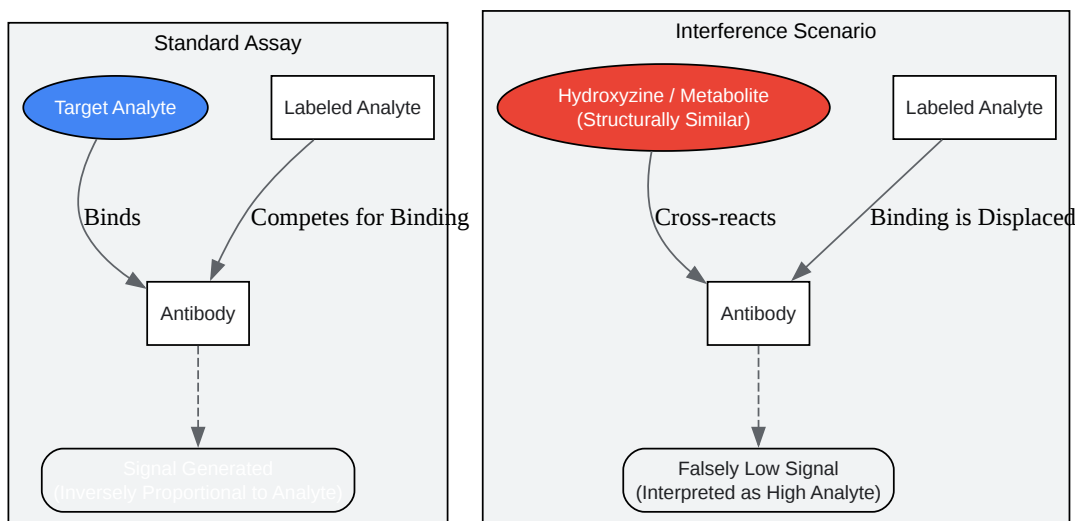 Standard Assay
Target Analyte
Labeled Analyte
Binds
Competes for Binding
Antibody
Signal Generated
(Inversely Proportional to Analyte)
Interference Scenario
Hydroxyzine / Metabolite
(Structurally Similar)
Labeled Analyte
Cross-reacts
Binding is Displaced
Antibody
Falsely Low Signal
(Interpreted as High Analyte)